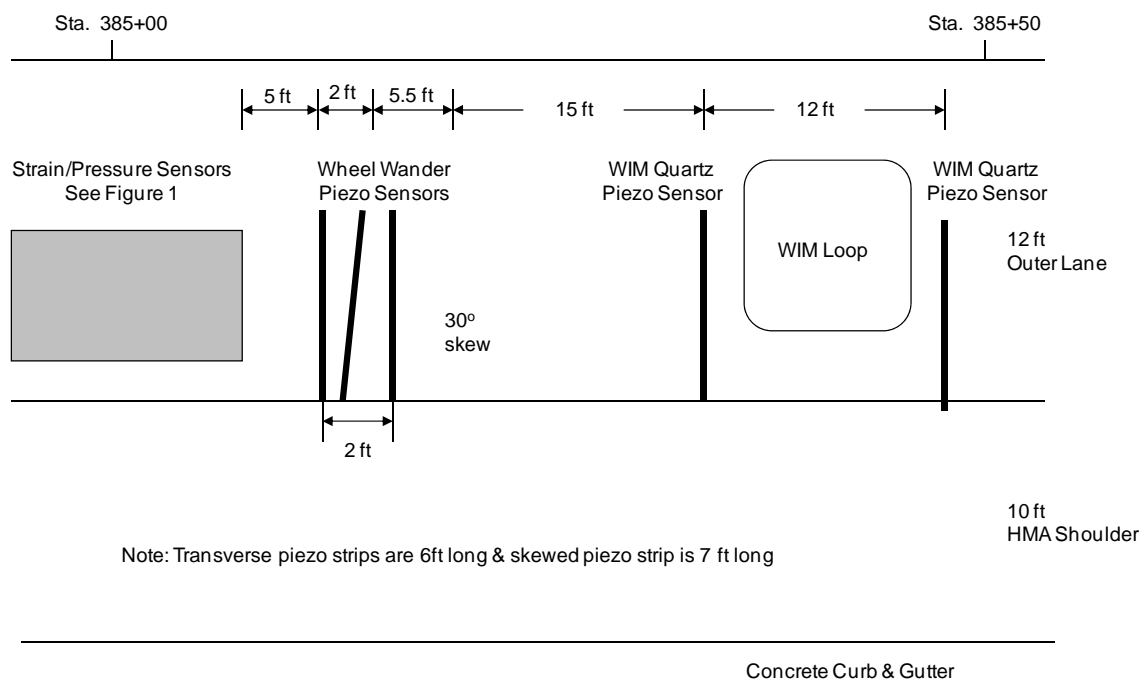 Sta. 385+00
Sta. 385+50
5 ft
2 ft
5.5 ft
15 ft
12 ft
Strain/Pressure Sensors
See Figure 1
Wheel Wander
Piezo Sensors
WIM Quartz
Piezo Sensor
WIM Quartz
Piezo Sensor
WIM Loop
12 ft
Outer Lane
30o
skew
2 ft
10 ft
HMA Shoulder
Note: Transverse piezo strips are 6ft long & skewed piezo strip is 7 ft long
Concrete Curb & Gutter